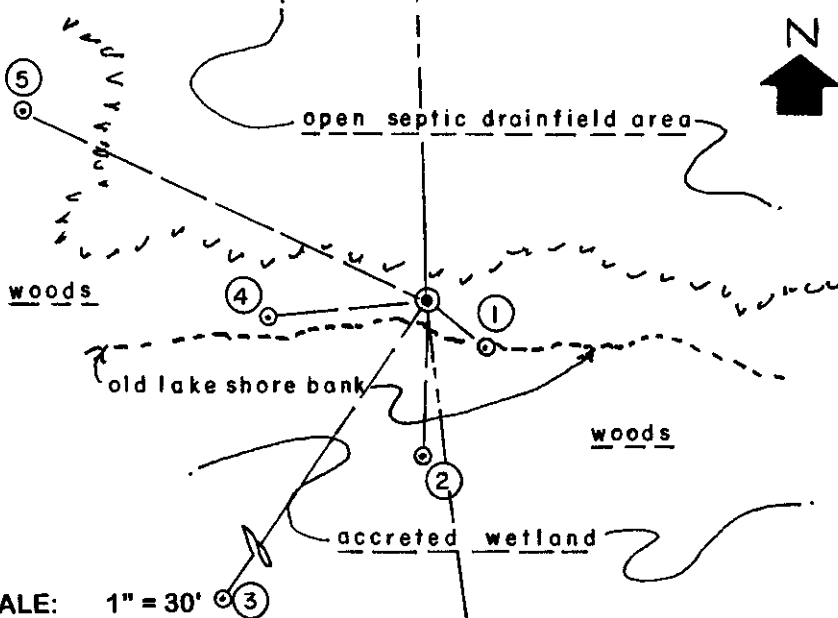 N
5
open septic drainfield area
woods
4
1
old lake shore bank
woods
2
accreted wetland
ALE: 1" = 30' 3